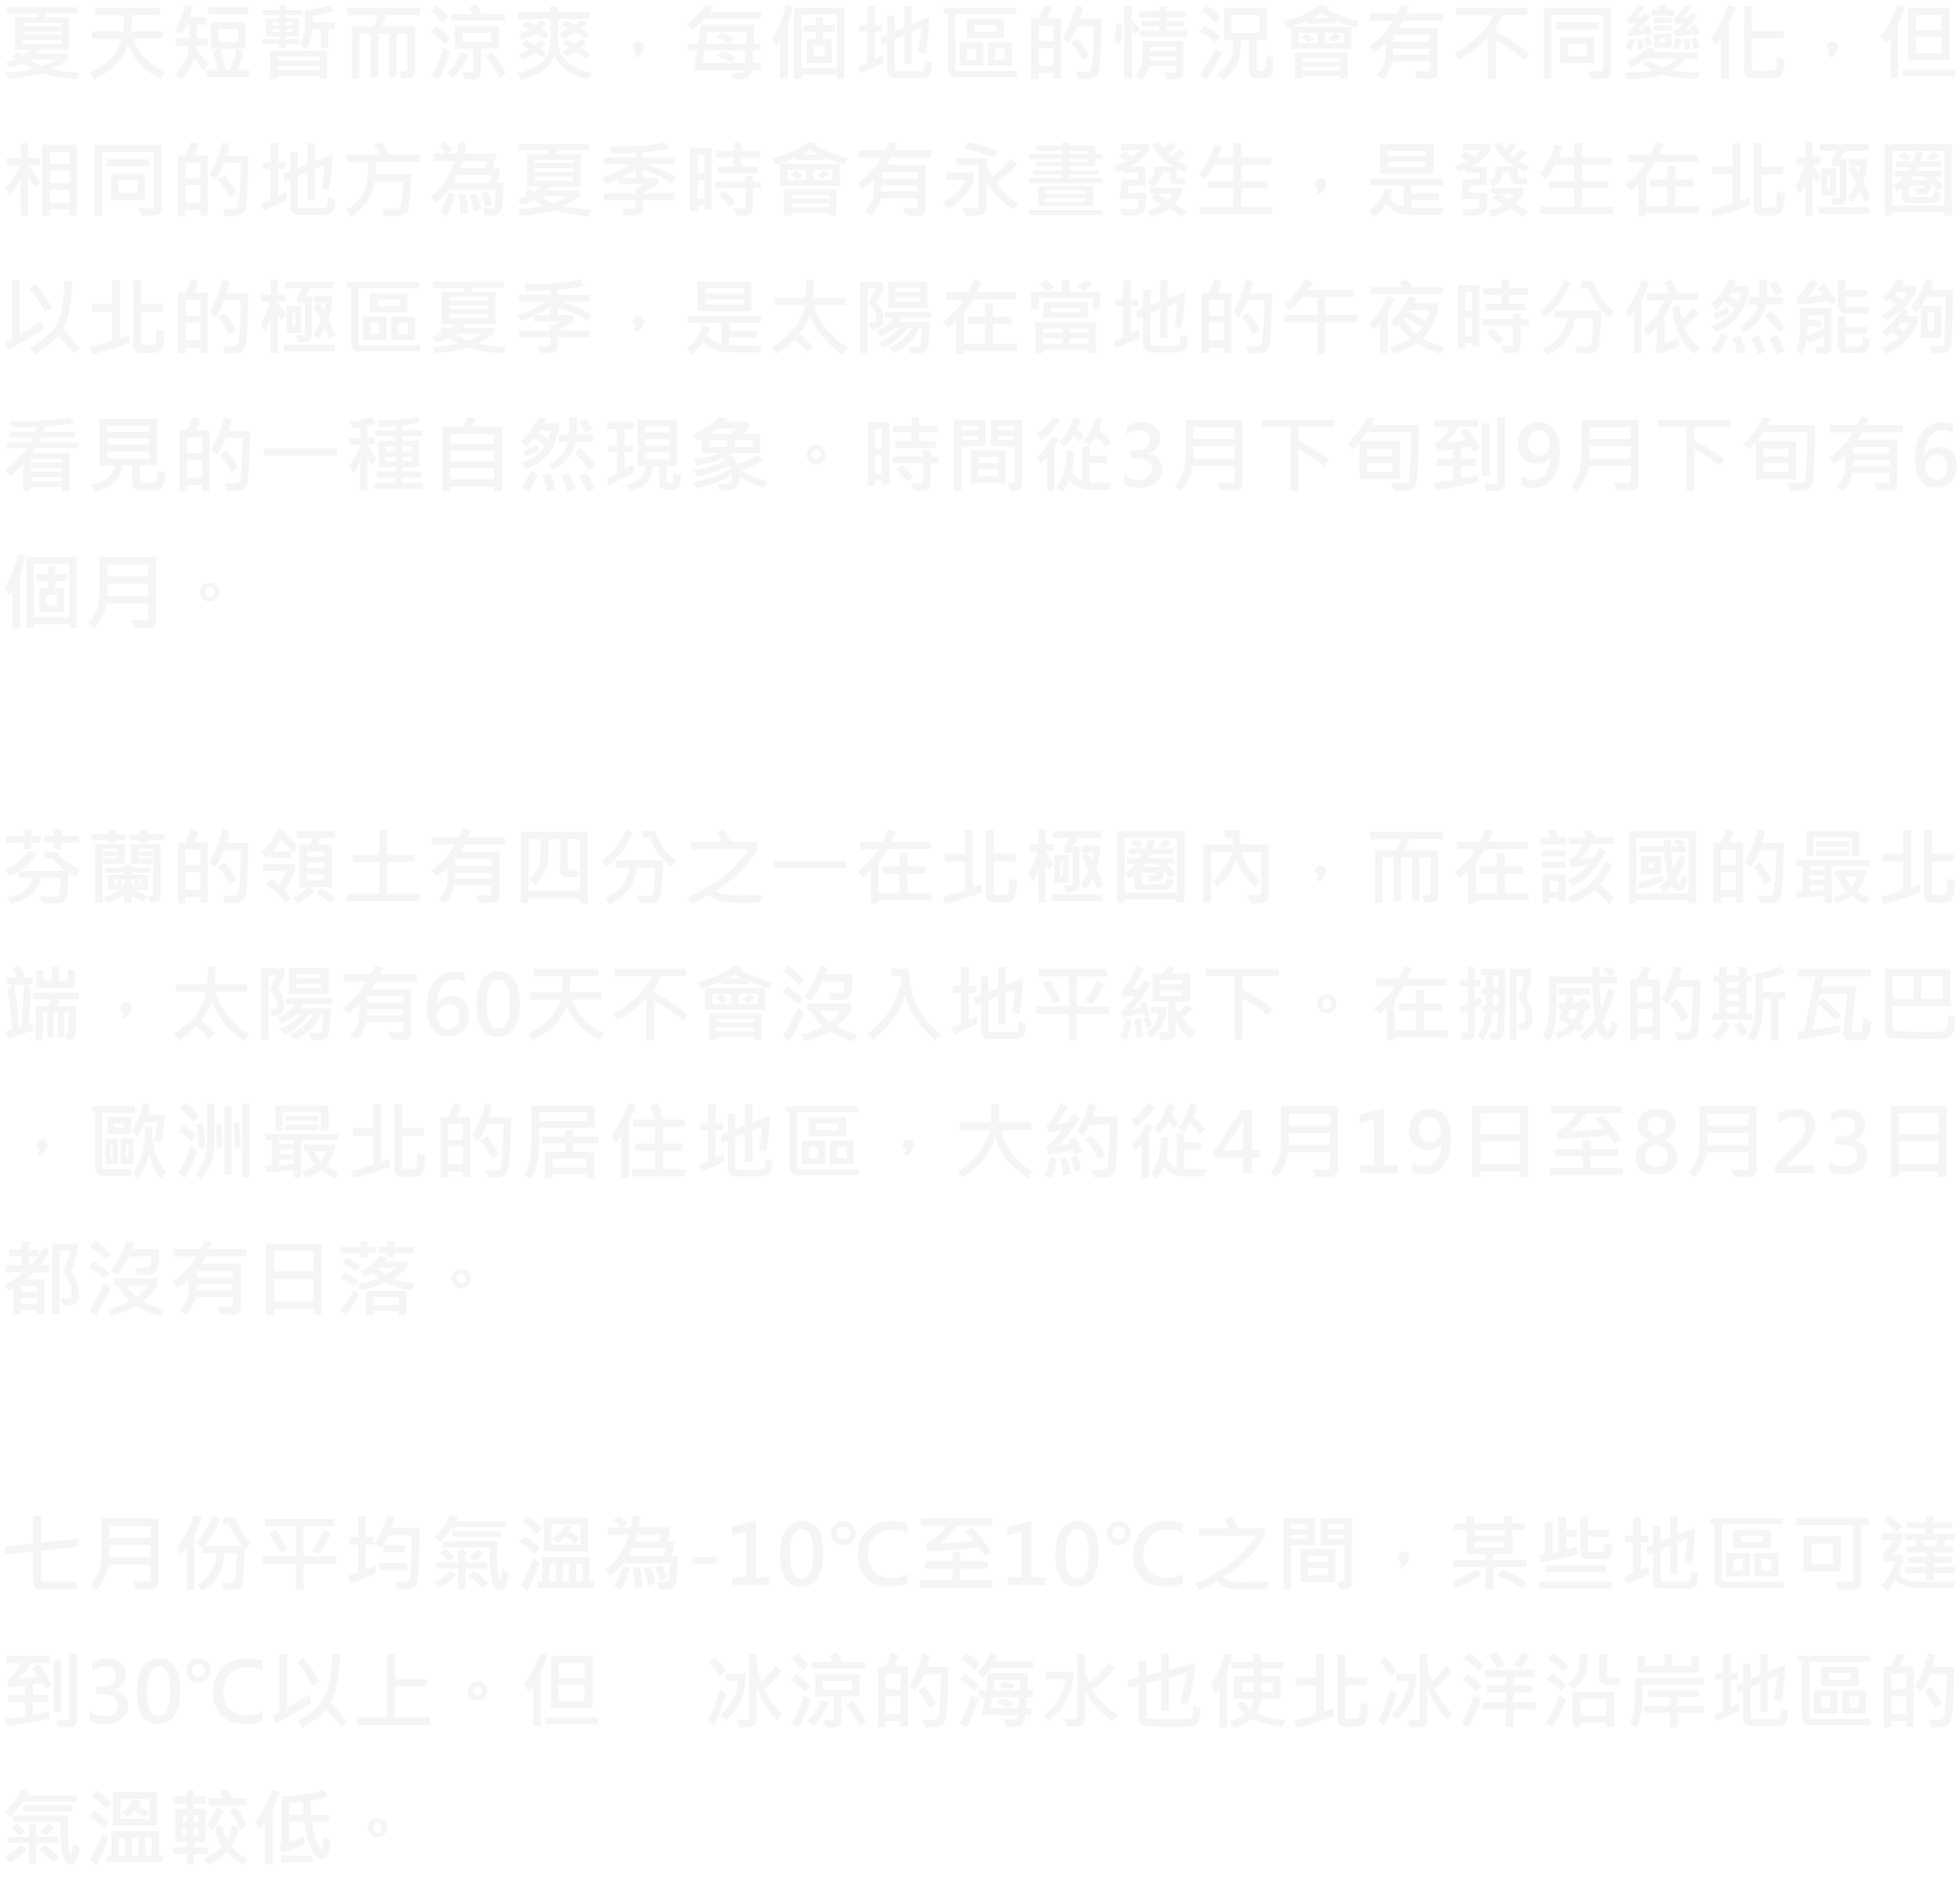 夏天短暫而涼爽，每個地區的情況會有不同變化，但
相同的地方為夏季時會有永晝發生，是發生在北極圈
以北的極區夏季，是太陽在當地的午夜時分依然能夠
看見的一種自然現象。時間從3月下旬到9月下旬有6
個月。
芬蘭的領土有四分之一在北極圈內，而在該國的最北
端，太陽有60天不會沒入地平線下。在挪威的斯瓦巴
，歐洲最北的居住地區，大約從4月19日至8月23日
都沒有日落。
七月份平均氣溫為-10°C至10°C之間，某些地區可達
到30°C以上。但 冰涼的海水也使北冰洋沿岸地區的
氣溫較低。